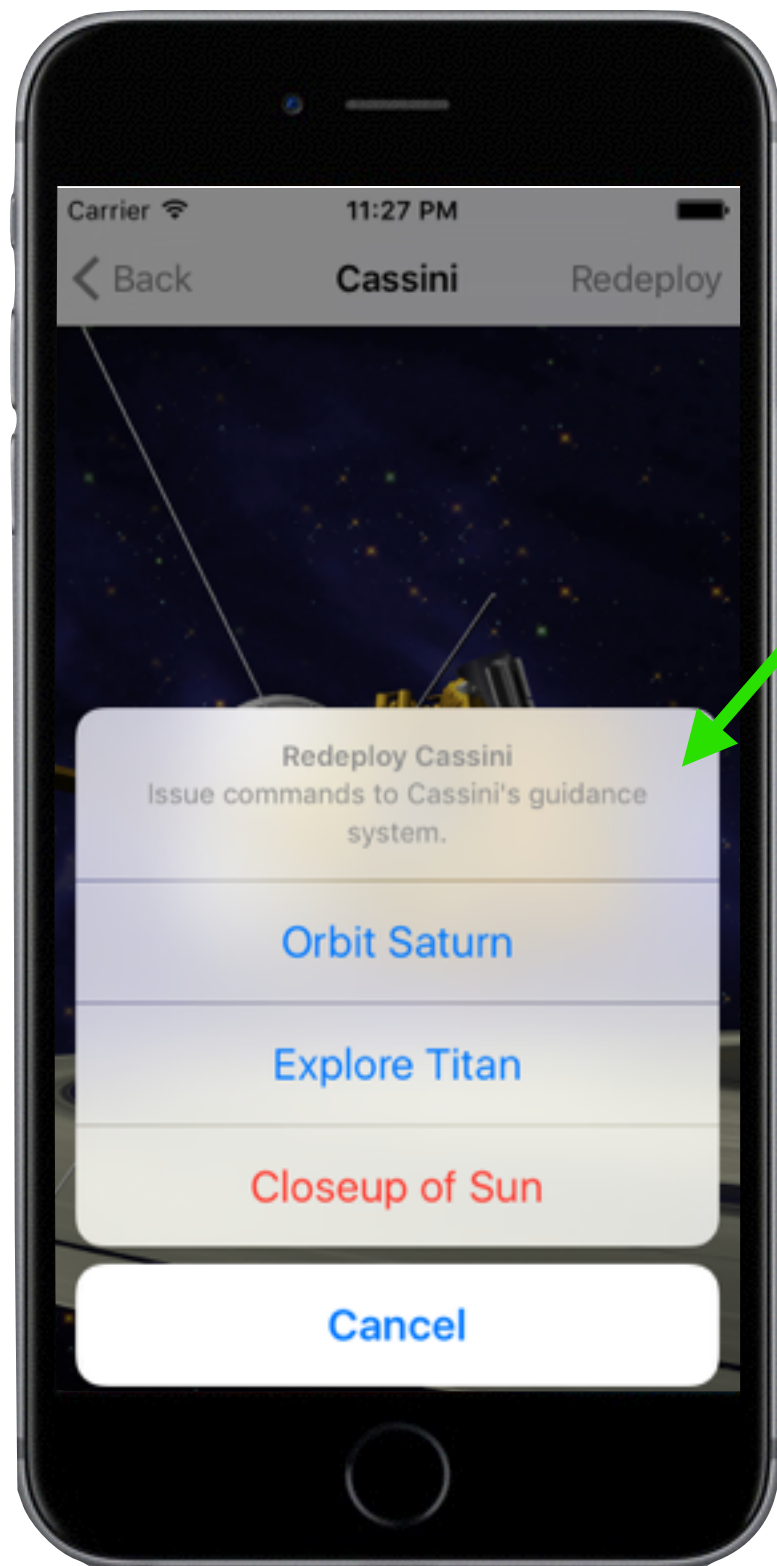 Carrier 11:27 PM
Back Cassini Redeploy
Redeploy Cassini
Issue commands to Cassini's guidance
system.
Orbit Saturn
Explore Titan
Closeup of Sun
Cancel